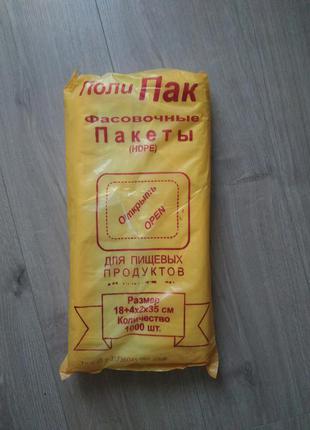 Поли Пак
Фасовочные
Пакеты
(HDPE)
Открыть
OPEN
ДЛЯ ПИЩЕВЫХ
ПРОДУКТОВ
Размер
18+4x2x35 см
Количество
1000 шт.